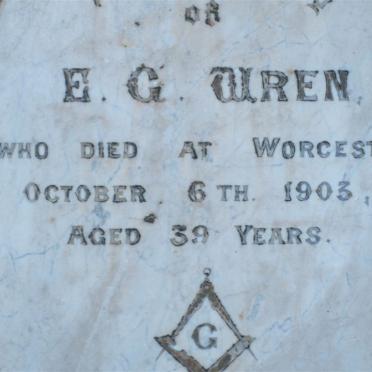 OF
E. G. WREN,
WHO DIED AT WORCEST
OCTOBER 6TH. 1903,
AGED 39 YEARS.
G